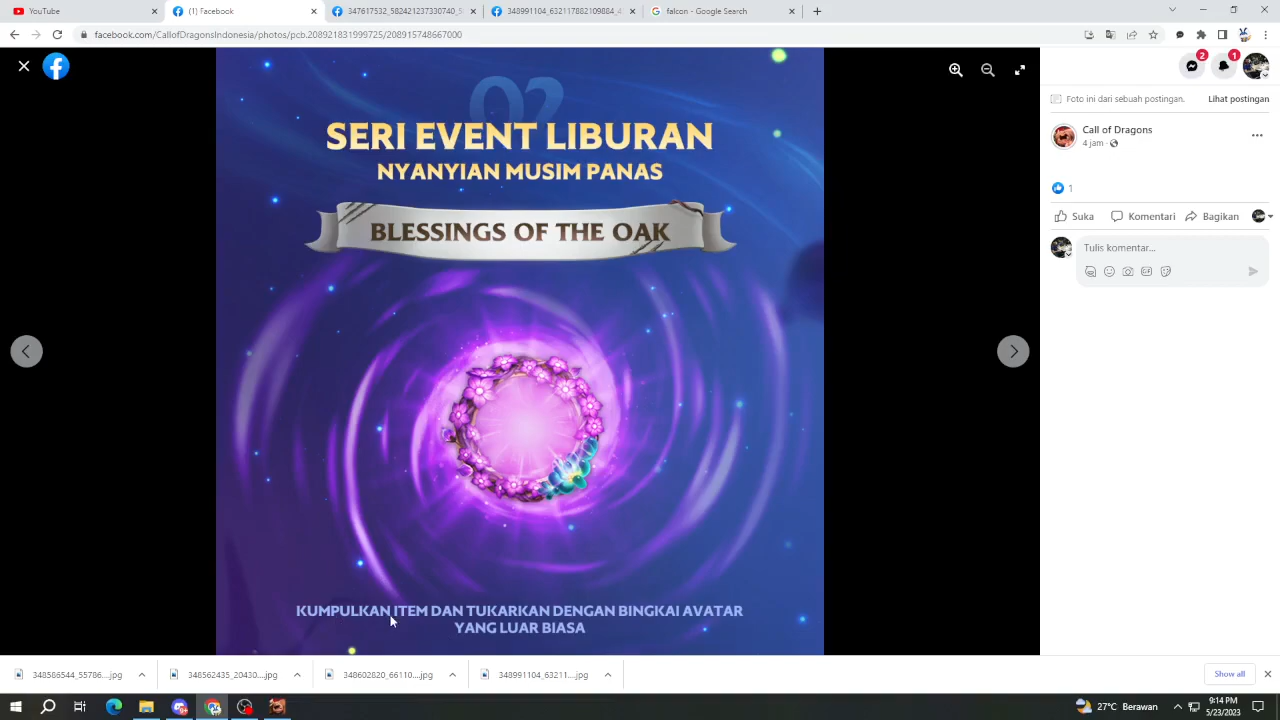 YouTube
(1) Facebook
347617532_582421237330740_5
348991104_632117882109884_4
falcon - Google Search
facebook.com/CallofDragonsIndonesia/photos/pcb.208921831999725/208915748667000
02
SERI EVENT LIBURAN
NYANYIAN MUSIM PANAS
BLESSINGS OF THE OAK
KUMPULKAN ITEM DAN TUKARKAN DENGAN BINGKAI AVATAR
YANG LUAR BIASA
2
1
Foto ini dari sebuah postingan.
Lihat postingan
Call of Dragons
4 jam ·
1
Suka
Komentari
Bagikan
Tulis komentar...
348586544_55786....jpg
348562435_20430....jpg
348602820_66110....jpg
348991104_63211....jpg
Show all
27°C Berawan
9:14 PM
5/23/2023